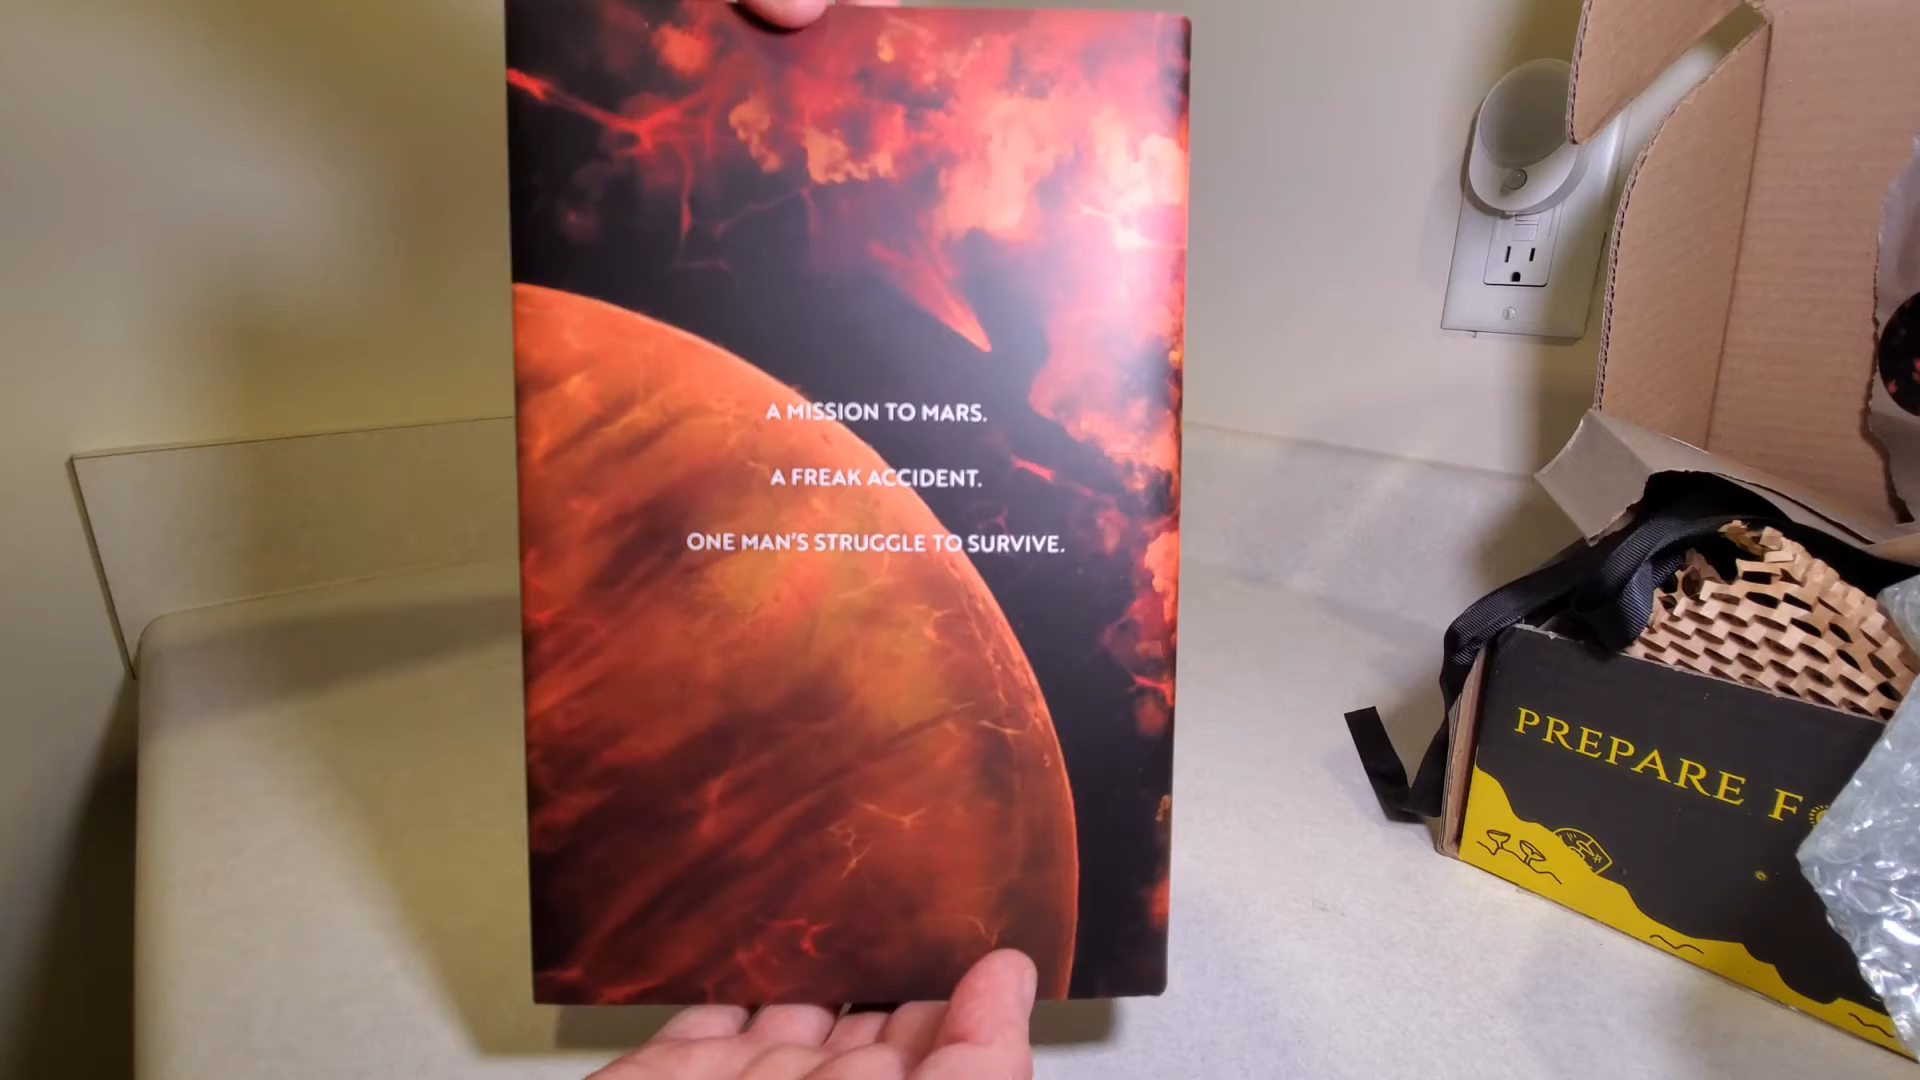 A MISSION TO MARS.
A FREAK ACCIDENT.
ONE MAN'S STRUGGLE TO SURVIVE.
PREPARE